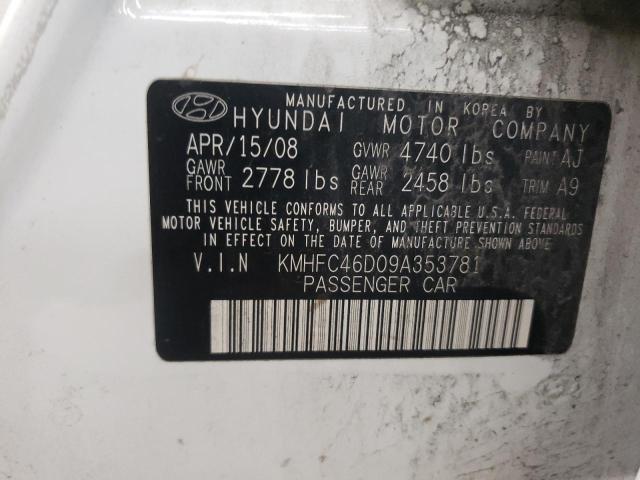 MANUFACTURED IN KOREA BY
HYUNDAI MOTOR COMPANY
APR/15/08 GVWR 4740 lbs PAINT AJ
GAWR FRONT 2778 lbs GAWR REAR 2458 lbs TRIM A9
THIS VEHICLE CONFORMS TO ALL APPLICABLE U.S.A. FEDERAL
MOTOR VEHICLE SAFETY, BUMPER, AND THEFT PREVENTION STANDARDS
IN EFFECT ON THE DATE OF MANUFACTURE SHOWN ABOVE
V.I.N KMHFC46D09A353781
PASSENGER CAR